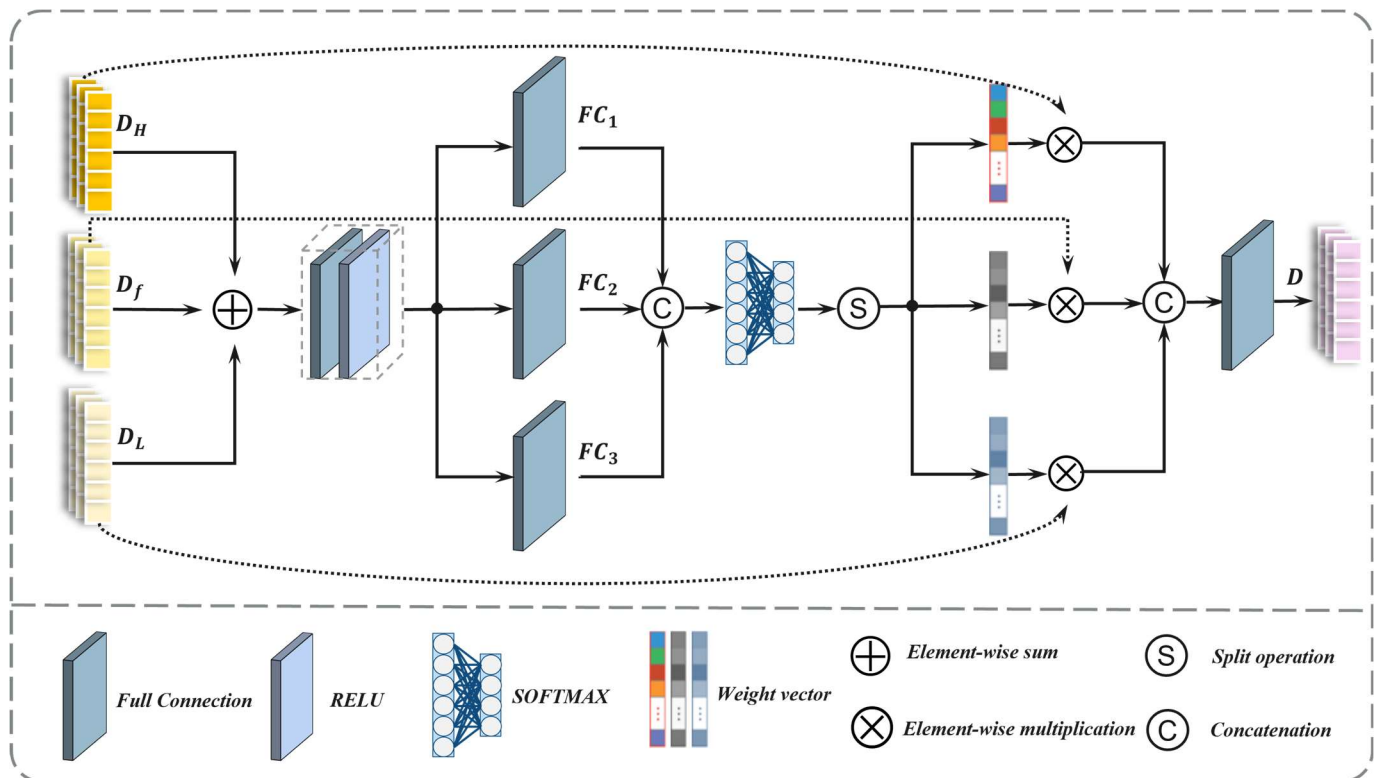 D_H
FC_1
D_f
FC_2
C
S
C
D
D_L
FC_3
Full Connection
RELU
SOFTMAX
Weight vector
Element-wise sum
S Split operation
Element-wise multiplication
C Concatenation